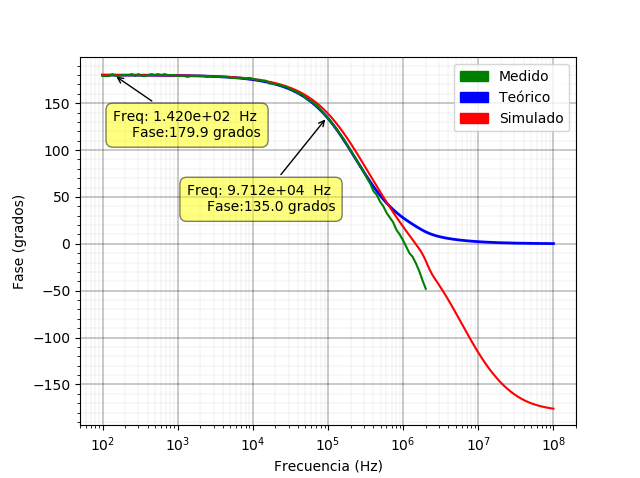 Medido
Teórico
Simulado
Freq: 1.420e+02 Hz
Fase:179.9 grados
Freq: 9.712e+04 Hz
Fase:135.0 grados
150
100
50
0
−50
−100
−150
Fase (grados)
10²
10³
10⁴
10⁵
10⁶
10⁷
10⁸
Frecuencia (Hz)